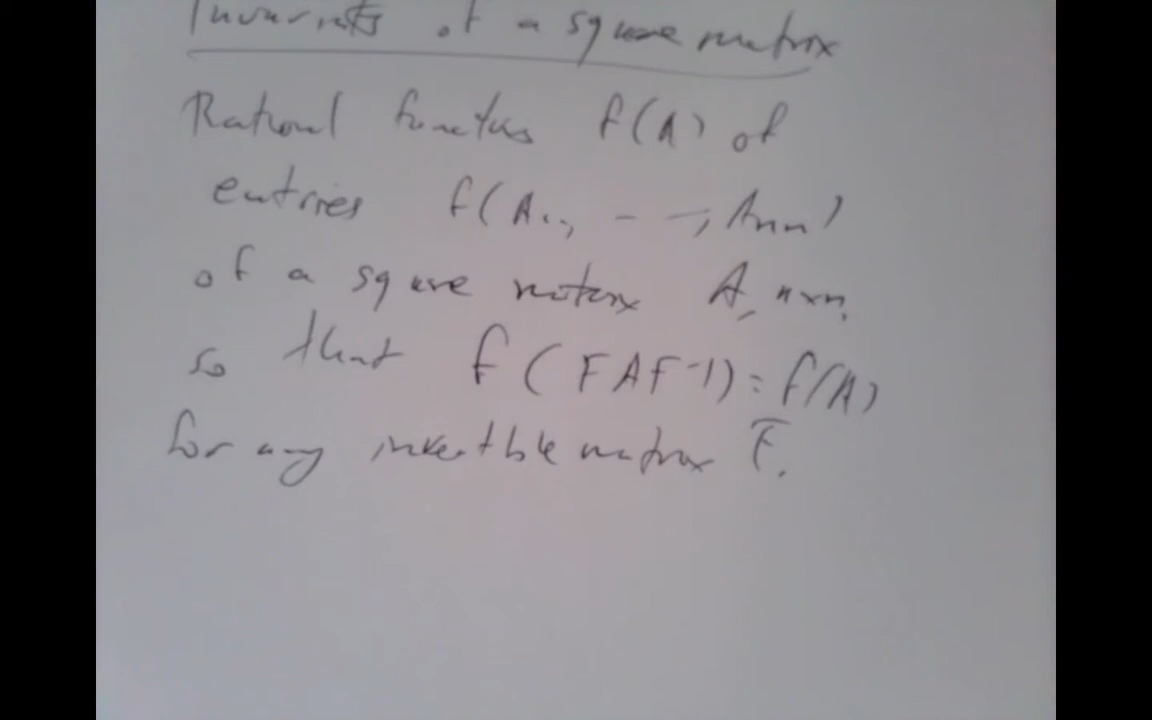 Invariants of a square matrix
Rational functions f(A) of
entries f(A11, - -, Ann)
of a square matrix A, n×n,
so that f(FAF-1) = f(A)
for any invertible matrix F.